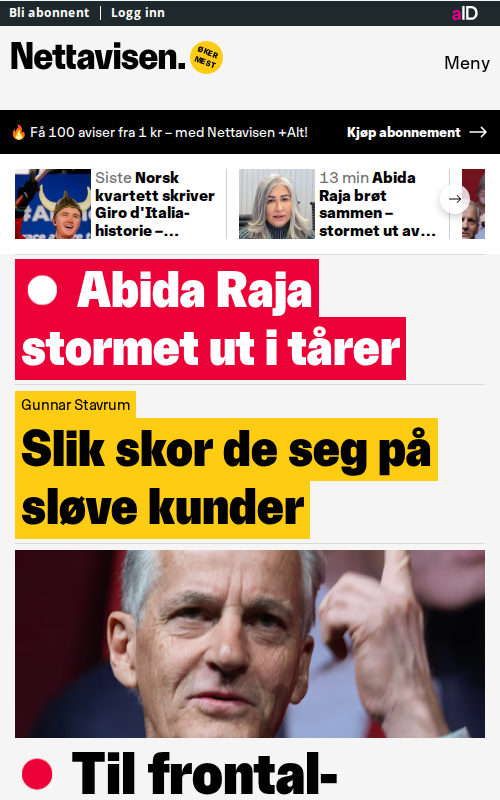 Bli abonnent | Logg inn
aID
Nettavisen.
ØKER
MEST
Meny
🔥 Få 100 aviser fra 1 kr – med Nettavisen +Alt!
Kjøp abonnement →
Siste Norsk
kvartett skriver
Giro d'Italia-
historie –…
13 min Abida
Raja brøt
sammen –
stormet ut av…
Abida Raja
stormet ut i tårer
Gunnar Stavrum
Slik skor de seg på
sløve kunder
Til frontal-